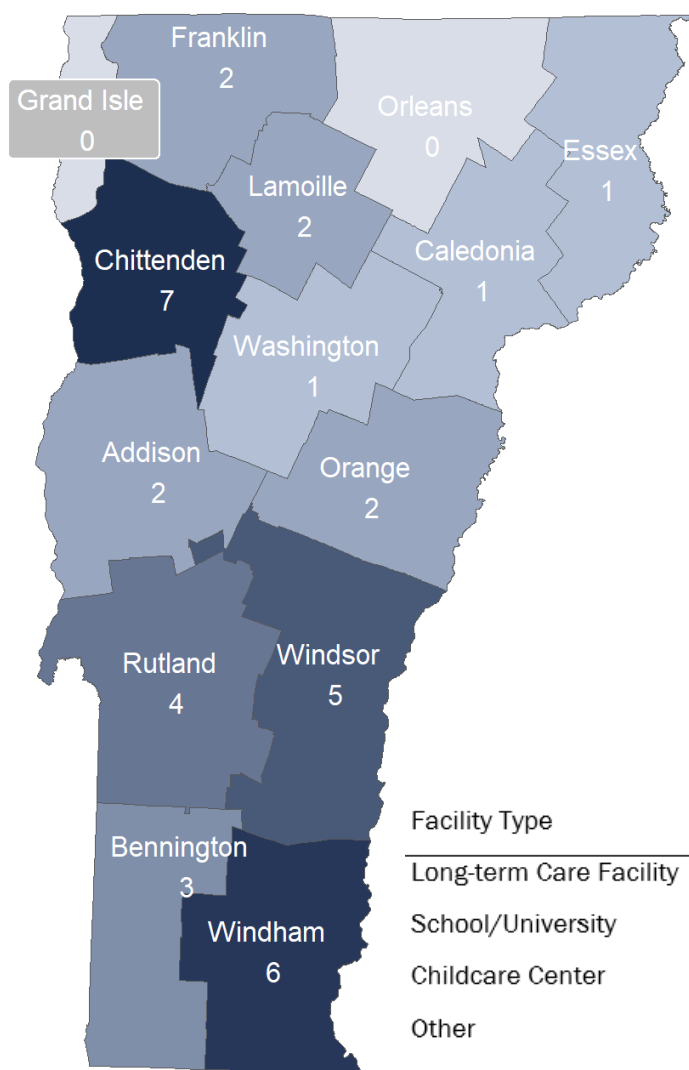 Franklin
2
Grand Isle
0
Orleans
0
Essex
1
Lamoille
2
Caledonia
1
Chittenden
7
Washington
1
Addison
2
Orange
2
Rutland
4
Windsor
5
Bennington
3
Windham
6
Facility Type
Long-term Care Facility
School/University
Childcare Center
Other